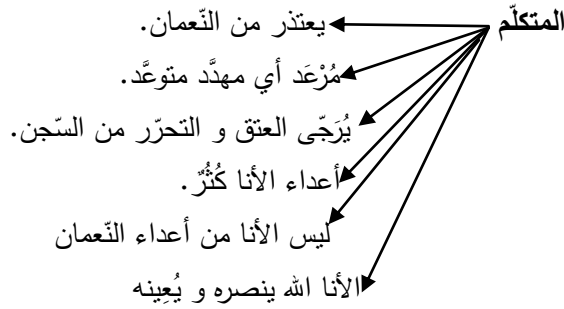 المتكلّم يعتذر من النّعمان.
مُرْعَد أي مهدَّد متوعَّد.
يُرَجّى العتق و التحرّر من السّجن.
أعداء الأنا كُثُرٌ.
ليس الأنا من أعداء النّعمان
الأنا الله ينصره و يُعِينه